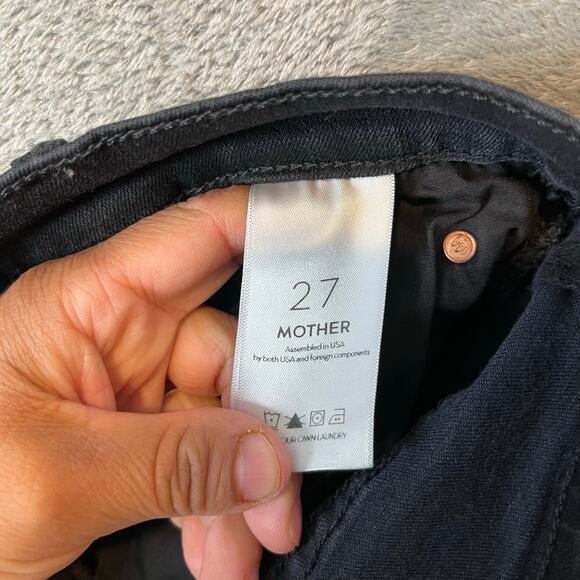 27
MOTHER
Assembled in USA
by both USA and foreign components
OUR OWN LAUNDRY